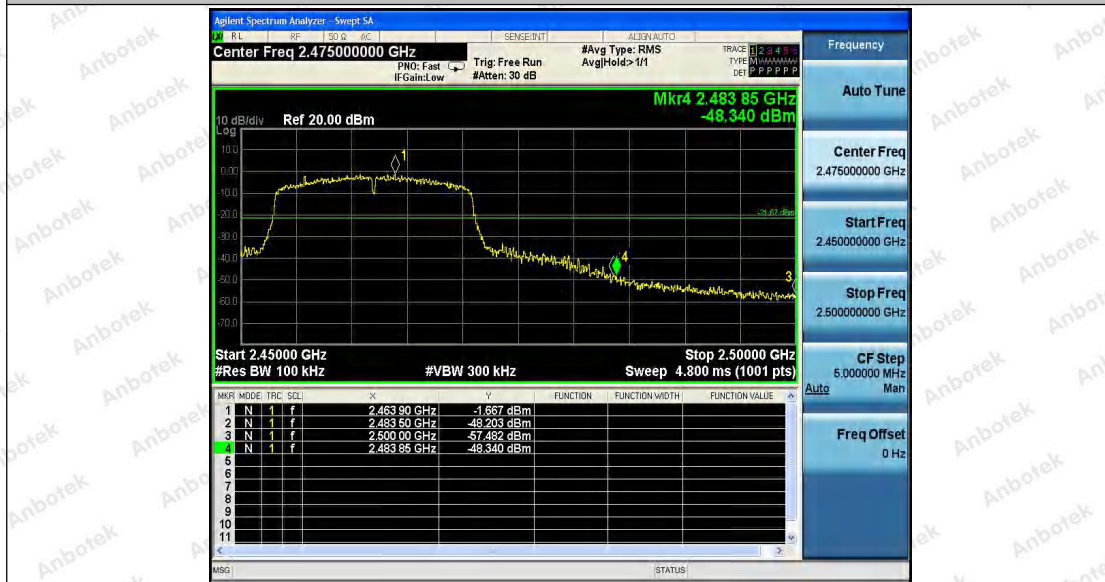 Agilent Spectrum Analyzer - Swept SA
RL RF 50 Ω AC SENSE:INT ALIGN AUTO
Center Freq 2.475000000 GHz
PNO: Fast
IFGain:Low
Trig: Free Run
#Atten: 30 dB
#Avg Type: RMS
Avg|Hold:>1/1
TRACE 1 2 3 4 5 6
TYPE M
DET P P P P P P
Mkr4 2.483 85 GHz
-48.340 dBm
10 dB/div Ref 20.00 dBm
Log
10.0
0.00
-10.0
-20.0
-30.0
-40.0
-50.0
-60.0
-70.0
1
-21.67 dBm
4
3
Start 2.45000 GHz Stop 2.50000 GHz
#Res BW 100 kHz #VBW 300 kHz Sweep 4.800 ms (1001 pts)
MKR MODE TRC SCL X Y FUNCTION FUNCTION WIDTH FUNCTION VALUE
1 N 1 f 2.463 90 GHz -1.667 dBm
2 N 1 f 2.483 50 GHz -48.203 dBm
3 N 1 f 2.500 00 GHz -57.482 dBm
4 N 1 f 2.483 85 GHz -48.340 dBm
5
6
7
8
9
10
11
MSG STATUS
Frequency
Auto Tune
Center Freq
2.475000000 GHz
Start Freq
2.450000000 GHz
Stop Freq
2.500000000 GHz
CF Step
5.000000 MHz
Auto Man
Freq Offset
0 Hz
Anbotek